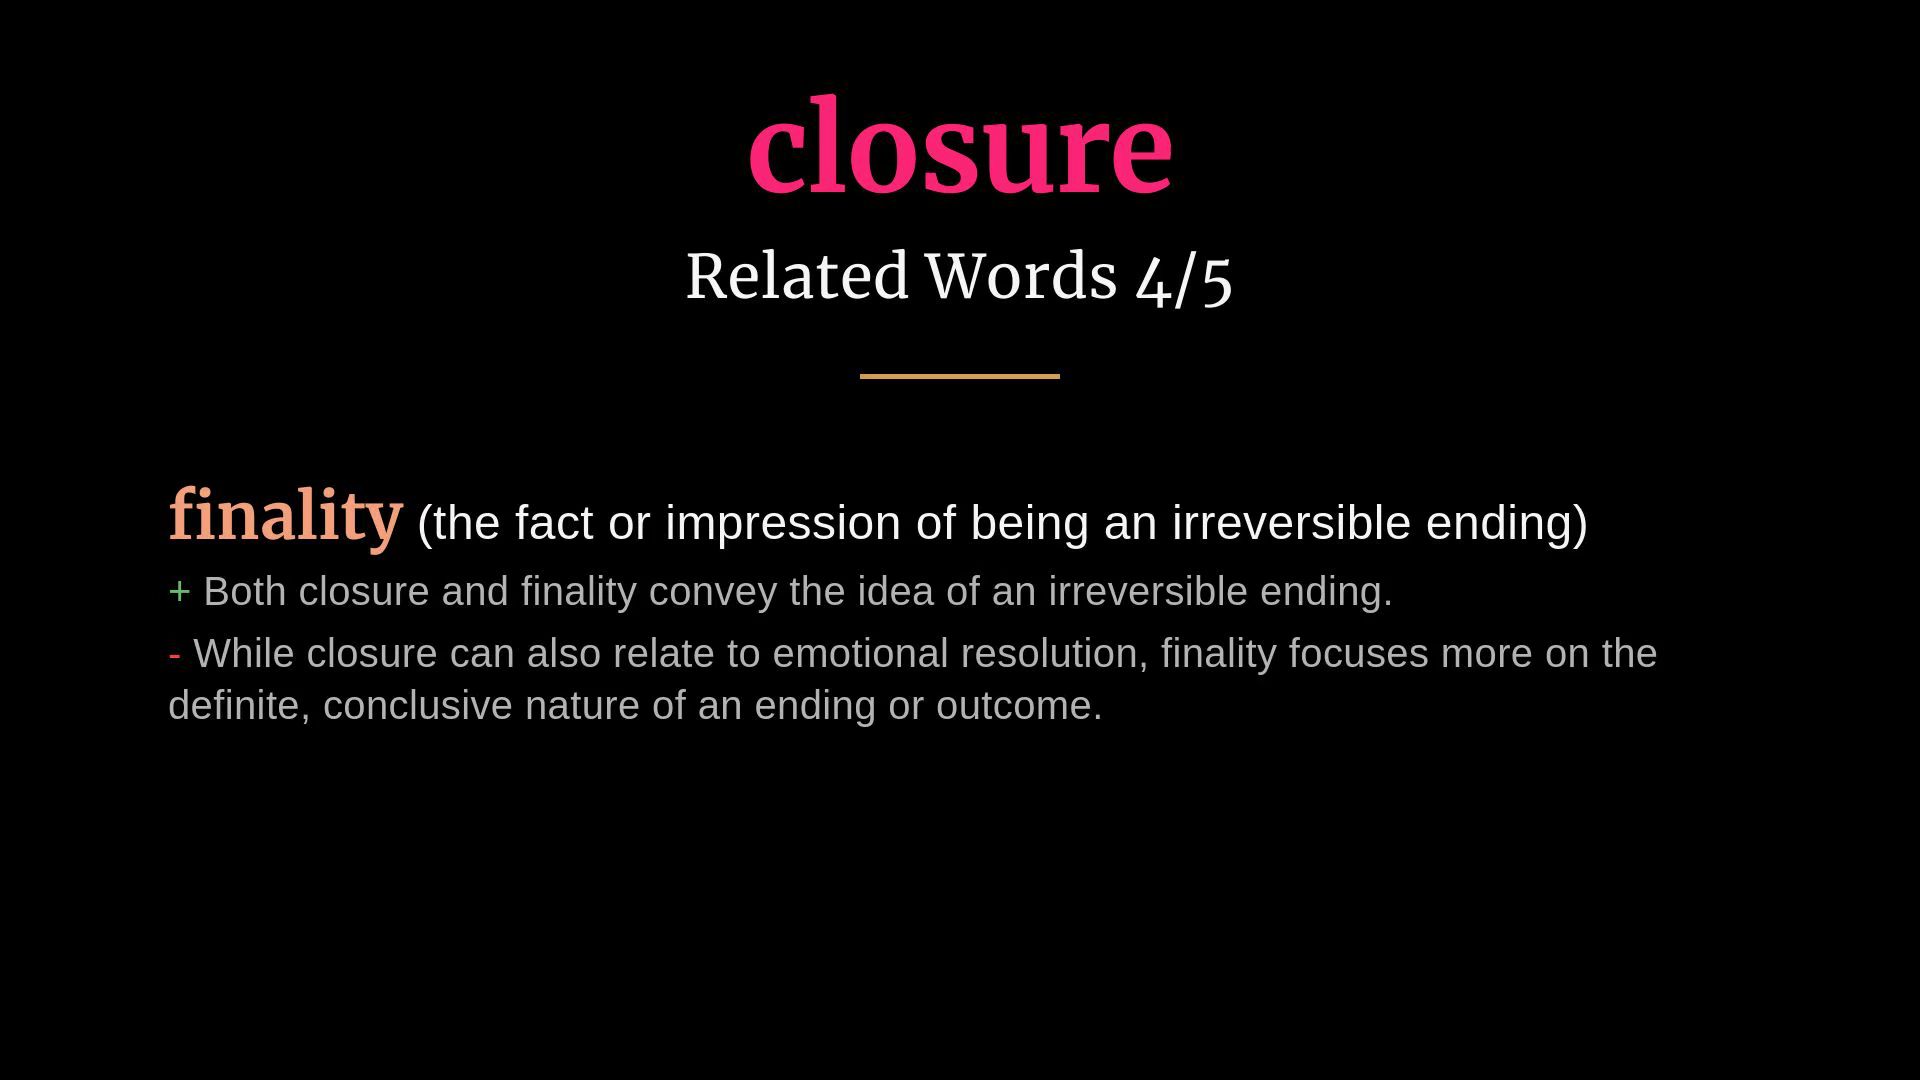 closure
Related Words 4/5
finality (the fact or impression of being an irreversible ending)
+ Both closure and finality convey the idea of an irreversible ending.
- While closure can also relate to emotional resolution, finality focuses more on the
definite, conclusive nature of an ending or outcome.